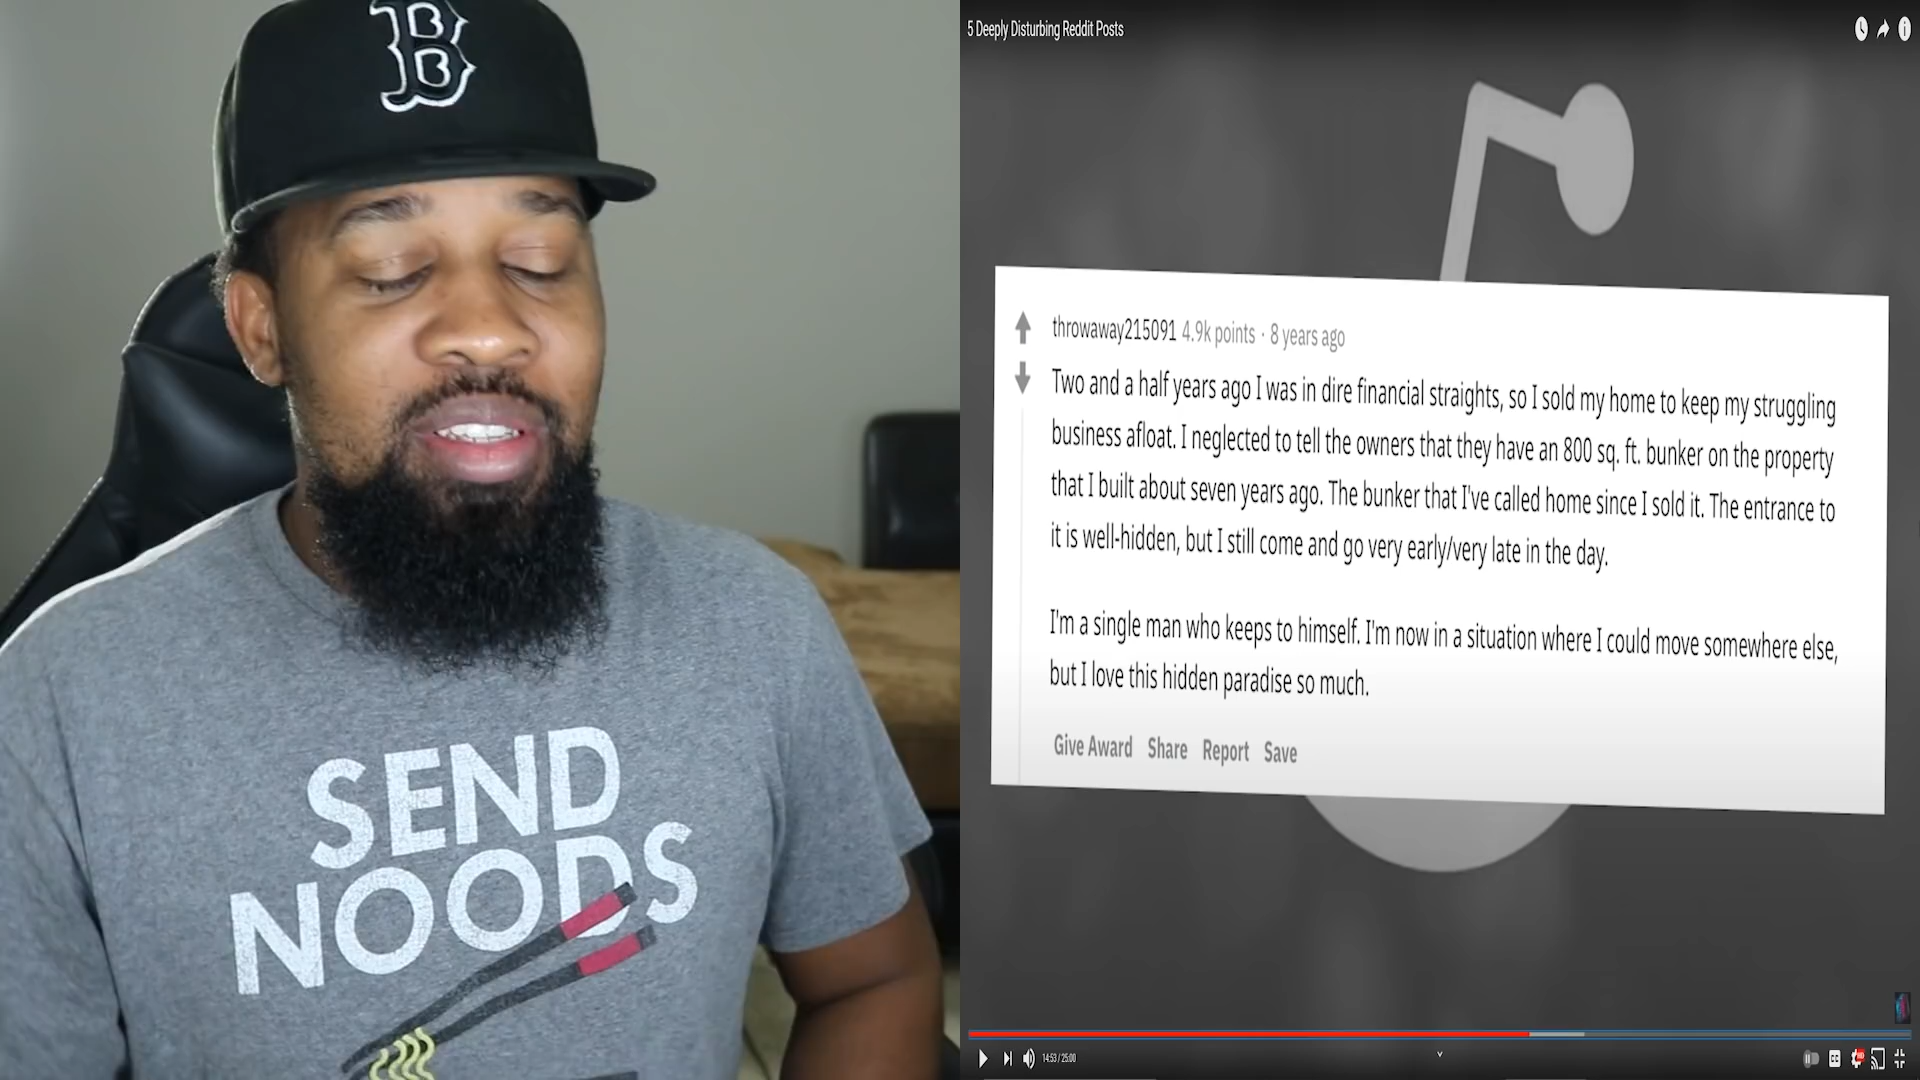 B
SEND
NOODS
5 Deeply Disturbing Reddit Posts
throwaway215091 4.9k points · 8 years ago
Two and a half years ago I was in dire financial straights, so I sold my home to keep my struggling
business afloat. I neglected to tell the owners that they have an 800 sq. ft. bunker on the property
that I built about seven years ago. The bunker that I've called home since I sold it. The entrance to
it is well-hidden, but I still come and go very early/very late in the day.
I'm a single man who keeps to himself. I'm now in a situation where I could move somewhere else,
but I love this hidden paradise so much.
Give Award Share Report Save
14:53 / 25:00
CC HD